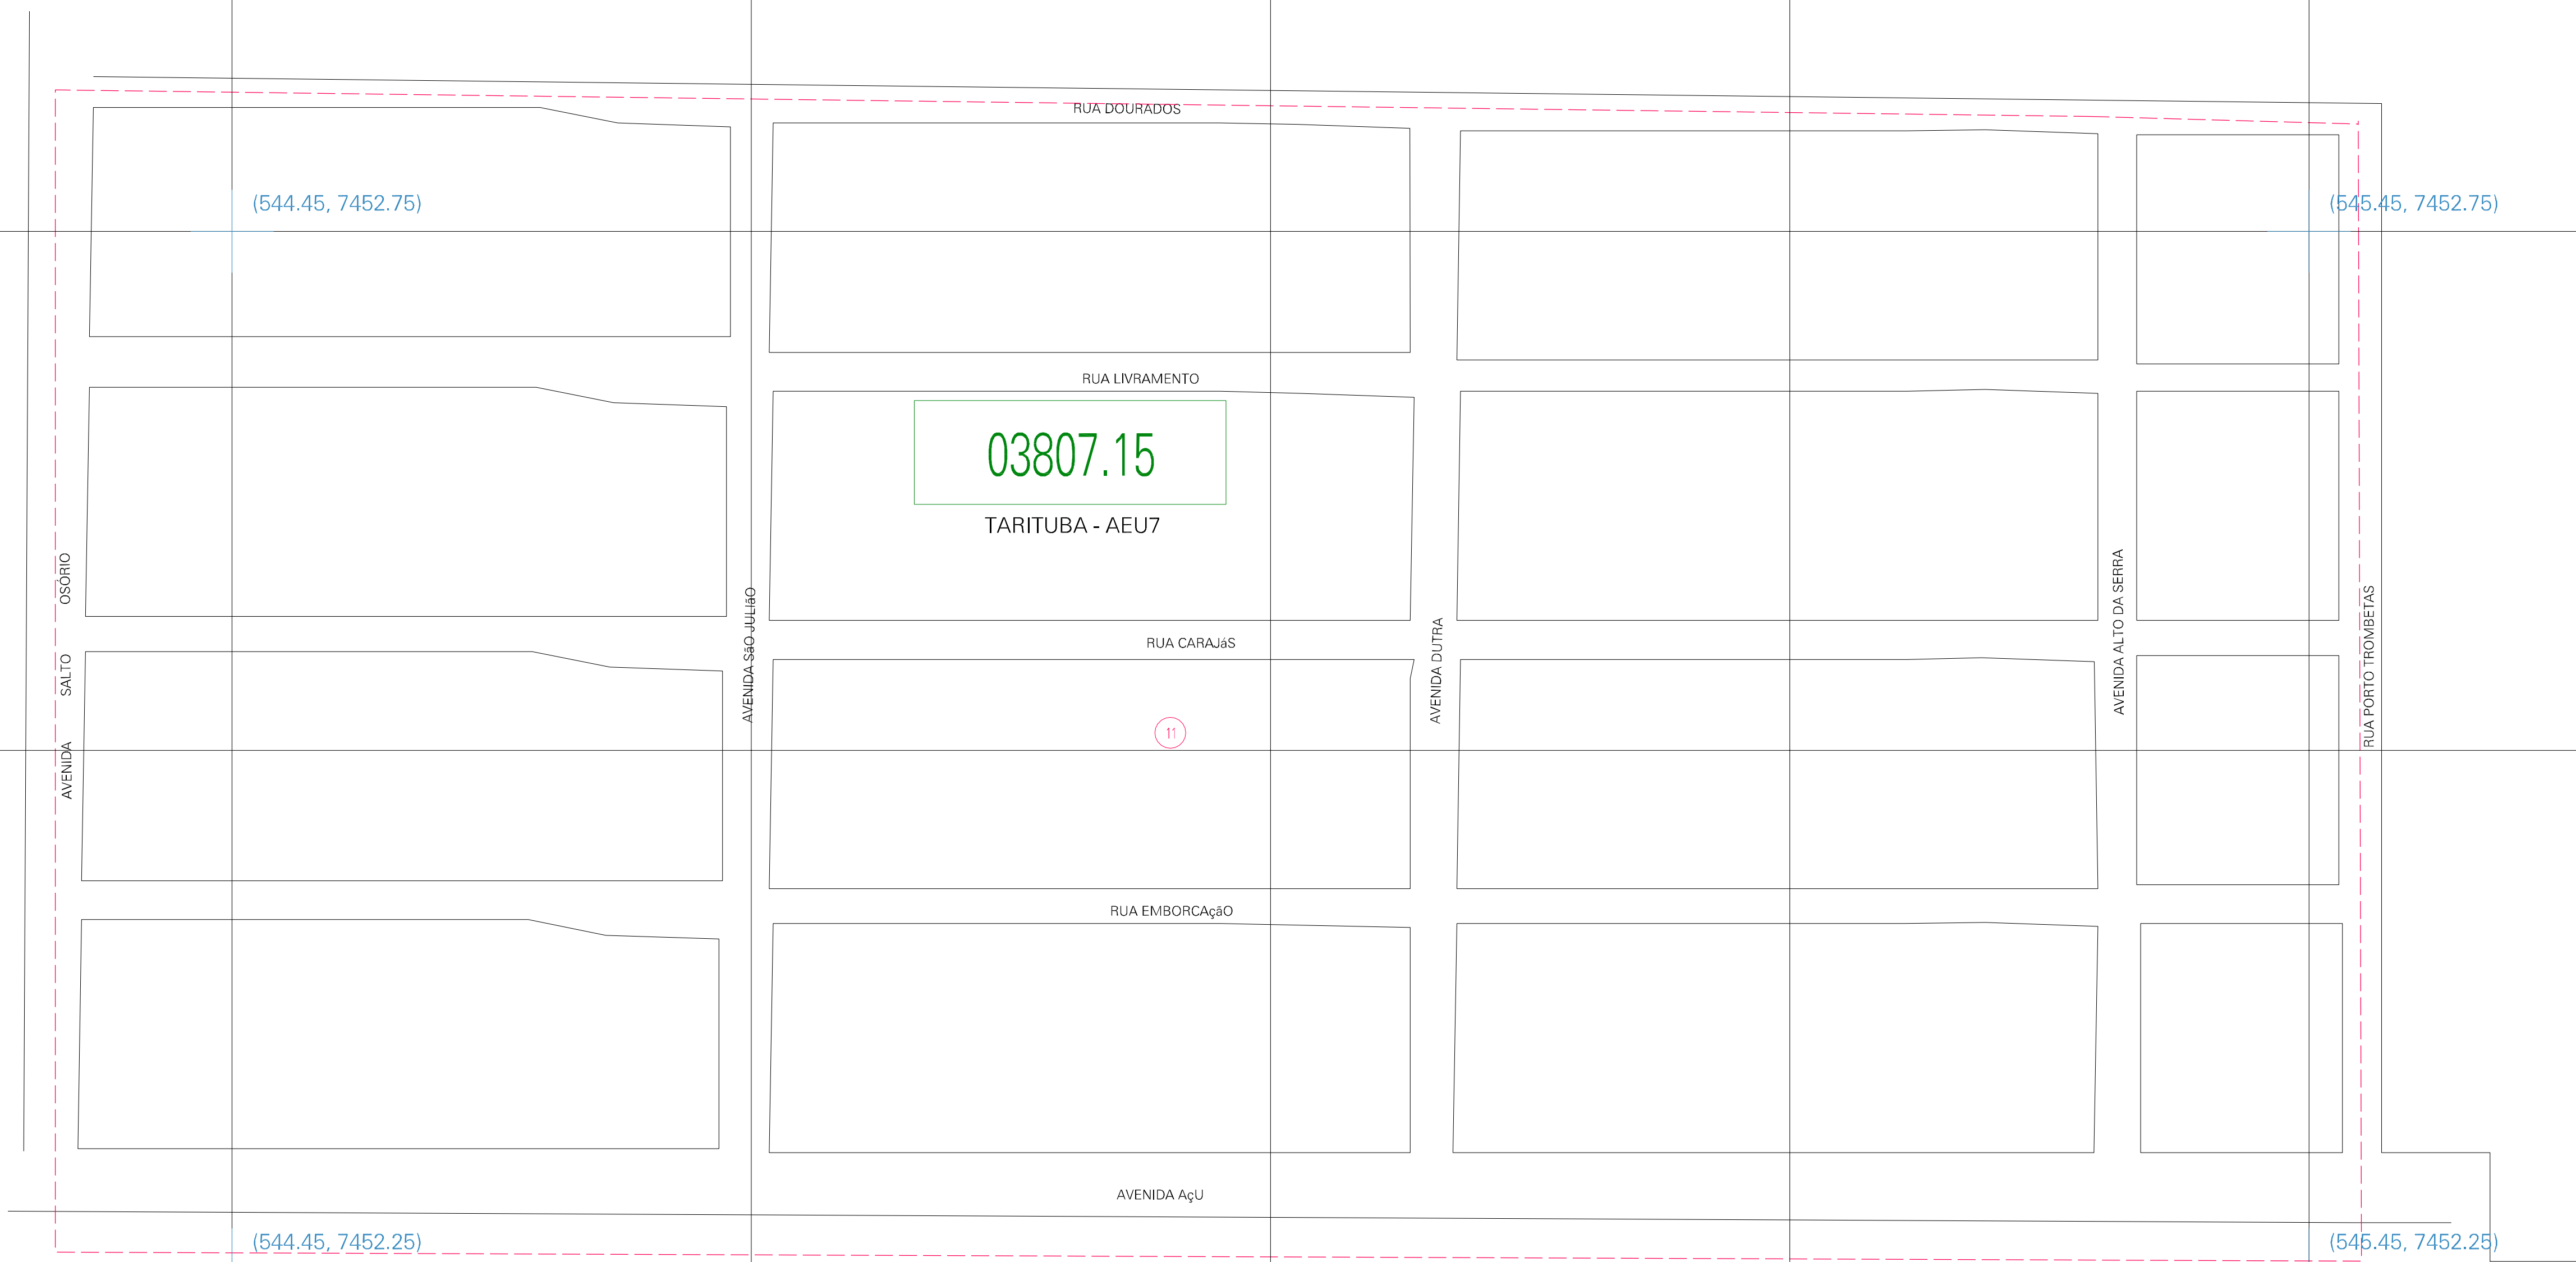 RUA DOURADOS
(544.45, 7452.75)
(545.45, 7452.75)
RUA LIVRAMENTO
03807.15
TARITUBA - AEU7
AVENIDA SALTO OSÓRIO
AVENIDA SãO JULIãO
AVENIDA DUTRA
AVENIDA ALTO DA SERRA
RUA PORTO TROMBETAS
RUA CARAJáS
11
RUA EMBORCAçãO
AVENIDA AçU
(544.45, 7452.25)
(545.45, 7452.25)